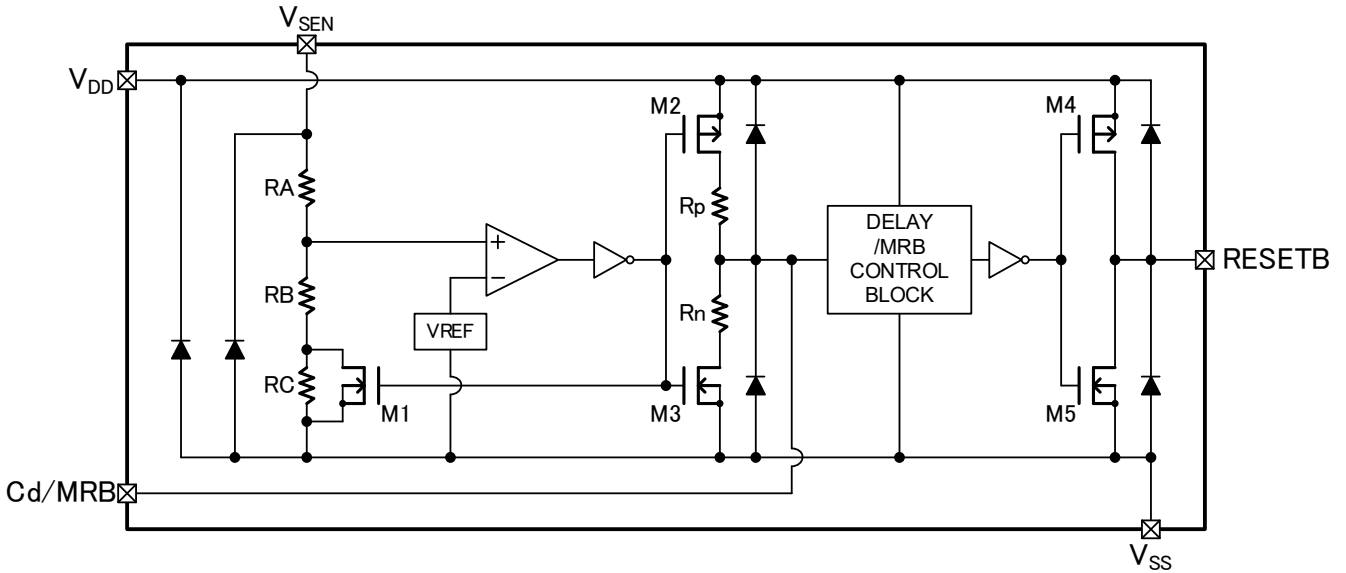 VSEN
VDD
M2
M4
RA
Rp
+
−
DELAY
/MRB
CONTROL
BLOCK
RESETB
RB
Rn
VREF
RC
M1
M3
M5
Cd/MRB
VSS